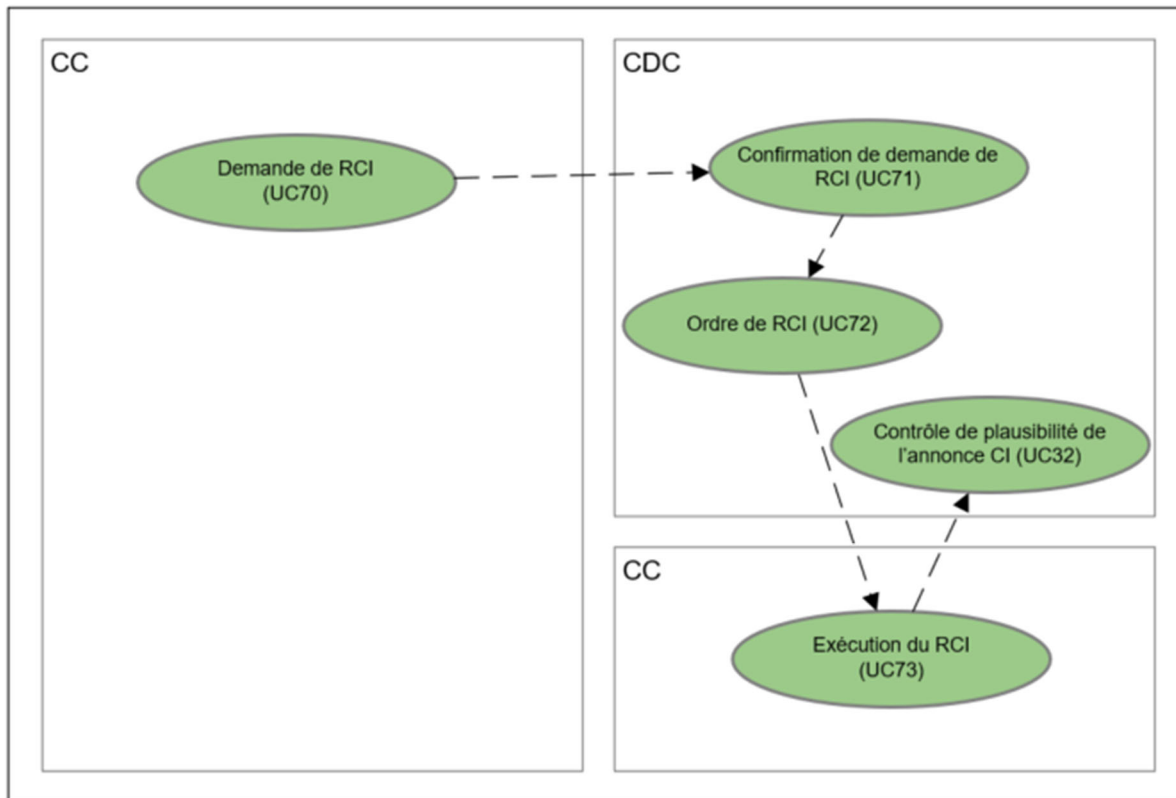 CC
Demande de RCI
(UC70)
CDC
Confirmation de demande de
RCI (UC71)
Ordre de RCI (UC72)
Contrôle de plausibilité de
l'annonce CI (UC32)
CC
Exécution du RCI
(UC73)